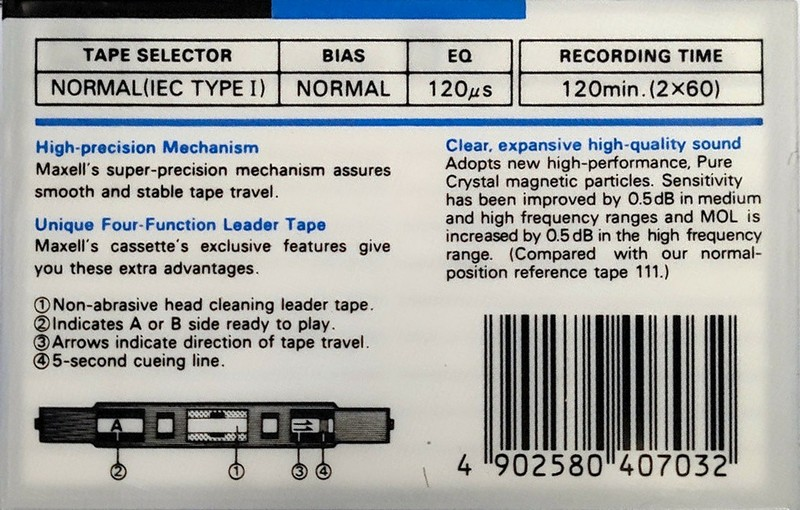 TAPE SELECTOR BIAS EQ RECORDING TIME
NORMAL(IEC TYPE I) NORMAL 120μs 120min.(2×60)
High-precision Mechanism
Maxell's super-precision mechanism assures
smooth and stable tape travel.
Unique Four-Function Leader Tape
Maxell's cassette's exclusive features give
you these extra advantages.
①Non-abrasive head cleaning leader tape.
②Indicates A or B side ready to play.
③Arrows indicate direction of tape travel.
④5-second cueing line.
A
② ① ③ ④
Clear, expansive high-quality sound
Adopts new high-performance, Pure
Crystal magnetic particles. Sensitivity
has been improved by 0.5dB in medium
and high frequency ranges and MOL is
increased by 0.5dB in the high frequency
range. (Compared with our normal-
position reference tape 111.)
4 902580 407032